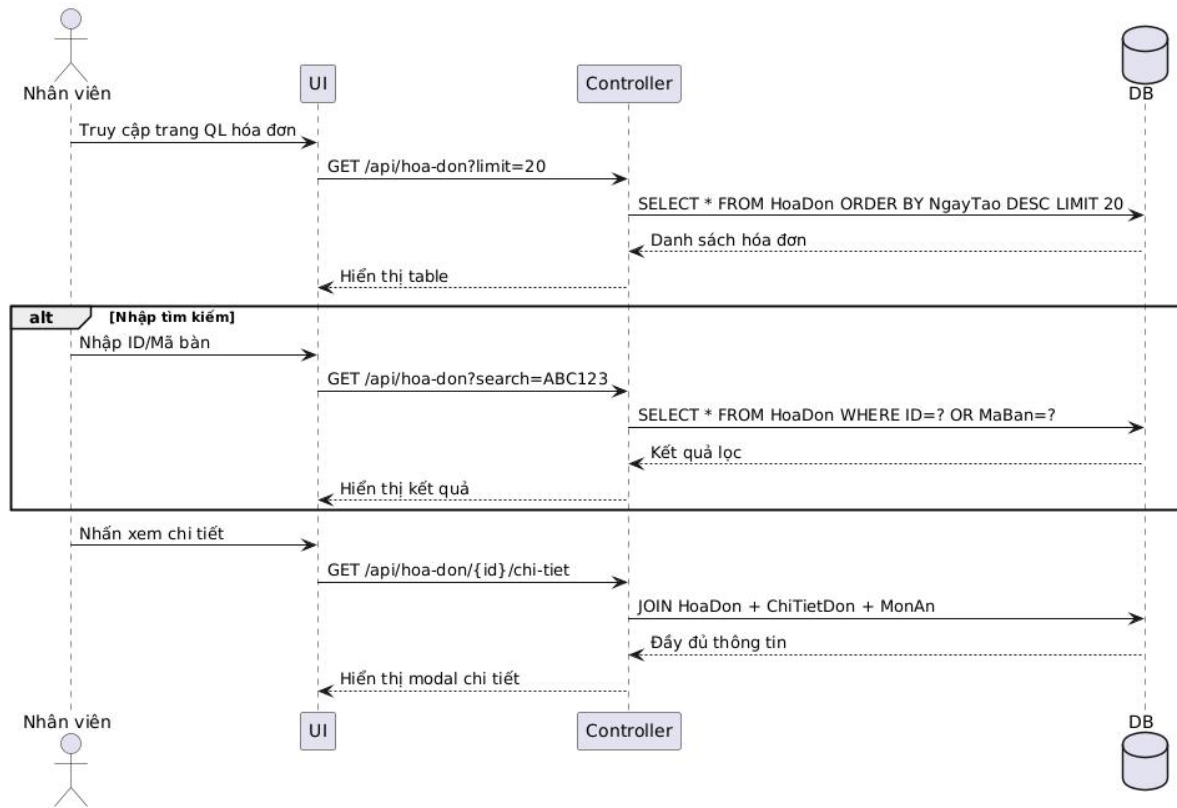 Nhân viên
UI
Controller
DB
Truy cập trang QL hóa đơn
GET /api/hoa-don?limit=20
SELECT * FROM HoaDon ORDER BY NgayTao DESC LIMIT 20
Danh sách hóa đơn
Hiển thị table
alt [Nhập tìm kiếm]
Nhập ID/Mã bàn
GET /api/hoa-don?search=ABC123
SELECT * FROM HoaDon WHERE ID=? OR MaBan=?
Kết quả lọc
Hiển thị kết quả
Nhấn xem chi tiết
GET /api/hoa-don/{id}/chi-tiet
JOIN HoaDon + ChiTietDon + MonAn
Đầy đủ thông tin
Hiển thị modal chi tiết
Nhân viên
UI
Controller
DB